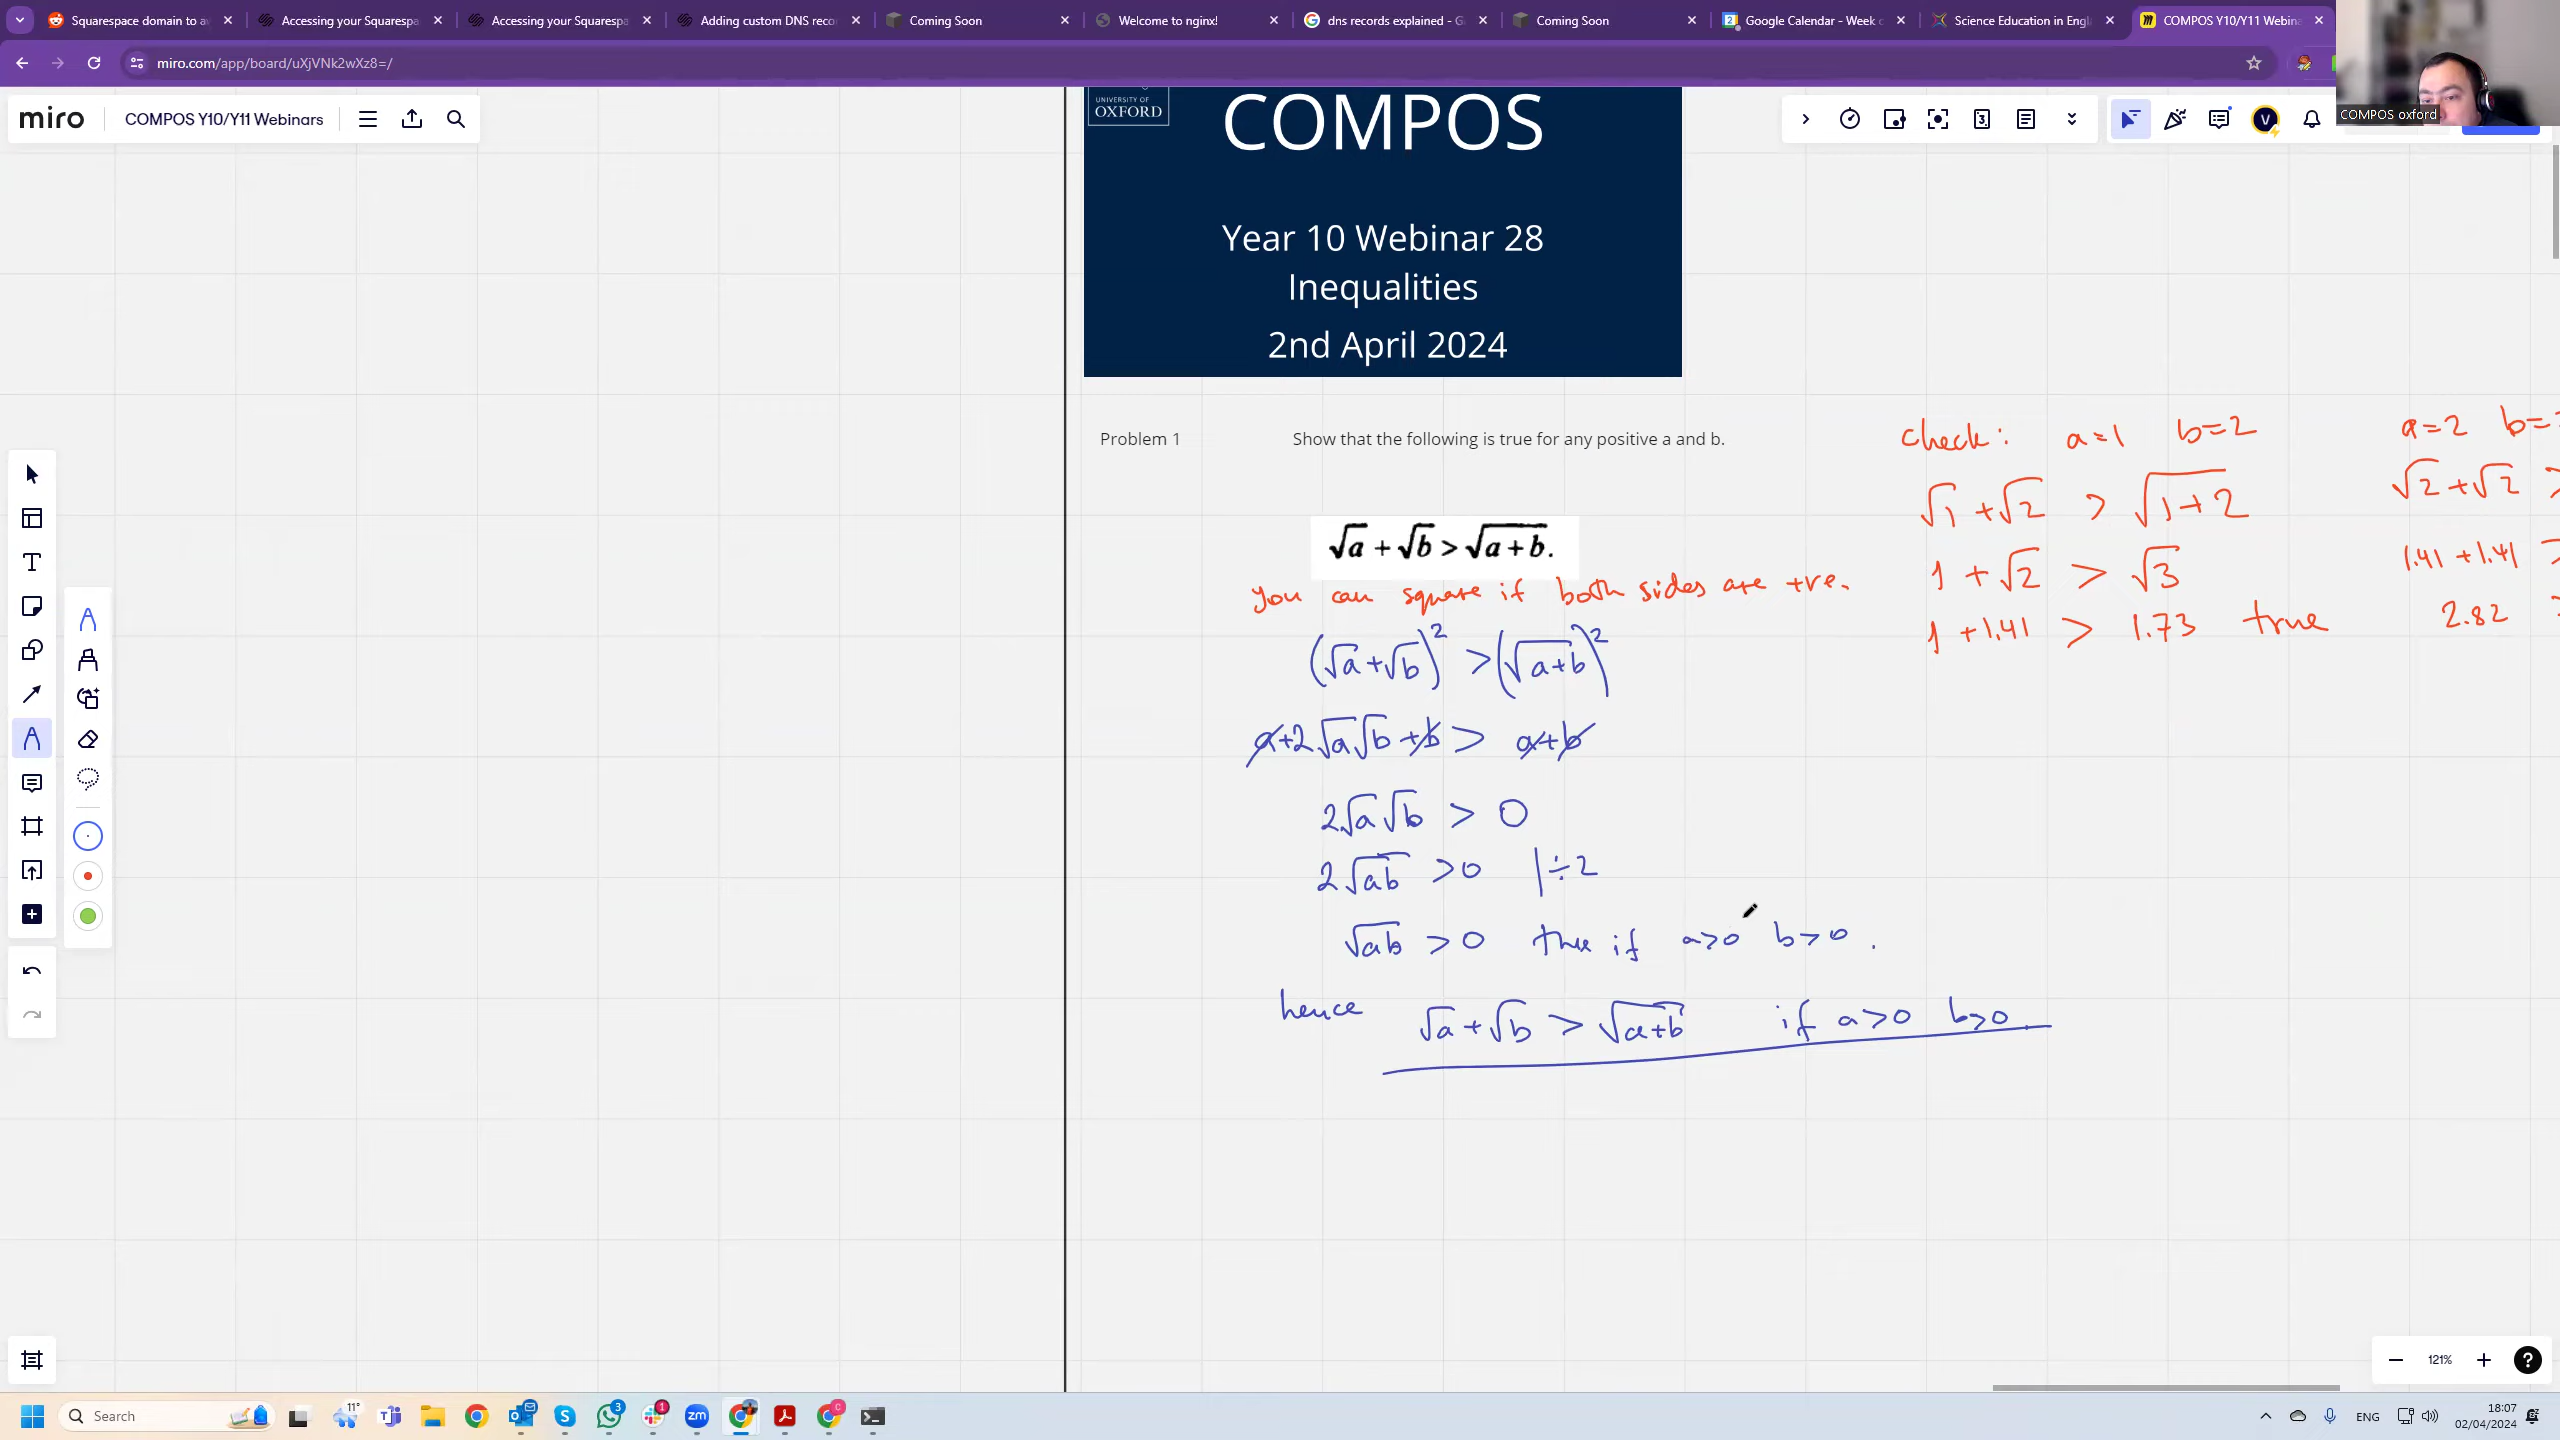 Squarespace domain to a
Accessing your Squarespa
Accessing your Squarespa
Adding custom DNS reco
Coming Soon
Welcome to nginx!
dns records explained - G
Coming Soon
Google Calendar - Week o
Science Education in Engl
COMPOS Y10/Y11 Webina
miro.com/app/board/uXjVNk2wXz8=/
COMPOS oxford
miro
COMPOS Y10/Y11 Webinars
V
UNIVERSITY OF
OXFORD
COMPOS
Year 10 Webinar 28
Inequalities
2nd April 2024
Problem 1
Show that the following is true for any positive a and b.
√a + √b > √(a + b).
you can square if both sides are +ve.
(√a + √b)² > (√(a+b))²
a+2√a√b+b > a+b
2√a√b > 0
2√(ab) > 0 | ÷2
√(ab) > 0 true if a>0 b>0.
hence √a + √b > √(a+b) if a>0 b>0.
check: a=1 b=2
√1 + √2 > √(1+2)
1 + √2 > √3
1 + 1.41 > 1.73 true
a=2 b=
√2 + √2 >
1.41 + 1.41 >
2.82 >
121%
Search
11°
3
1
zm
ENG
18:07
02/04/2024